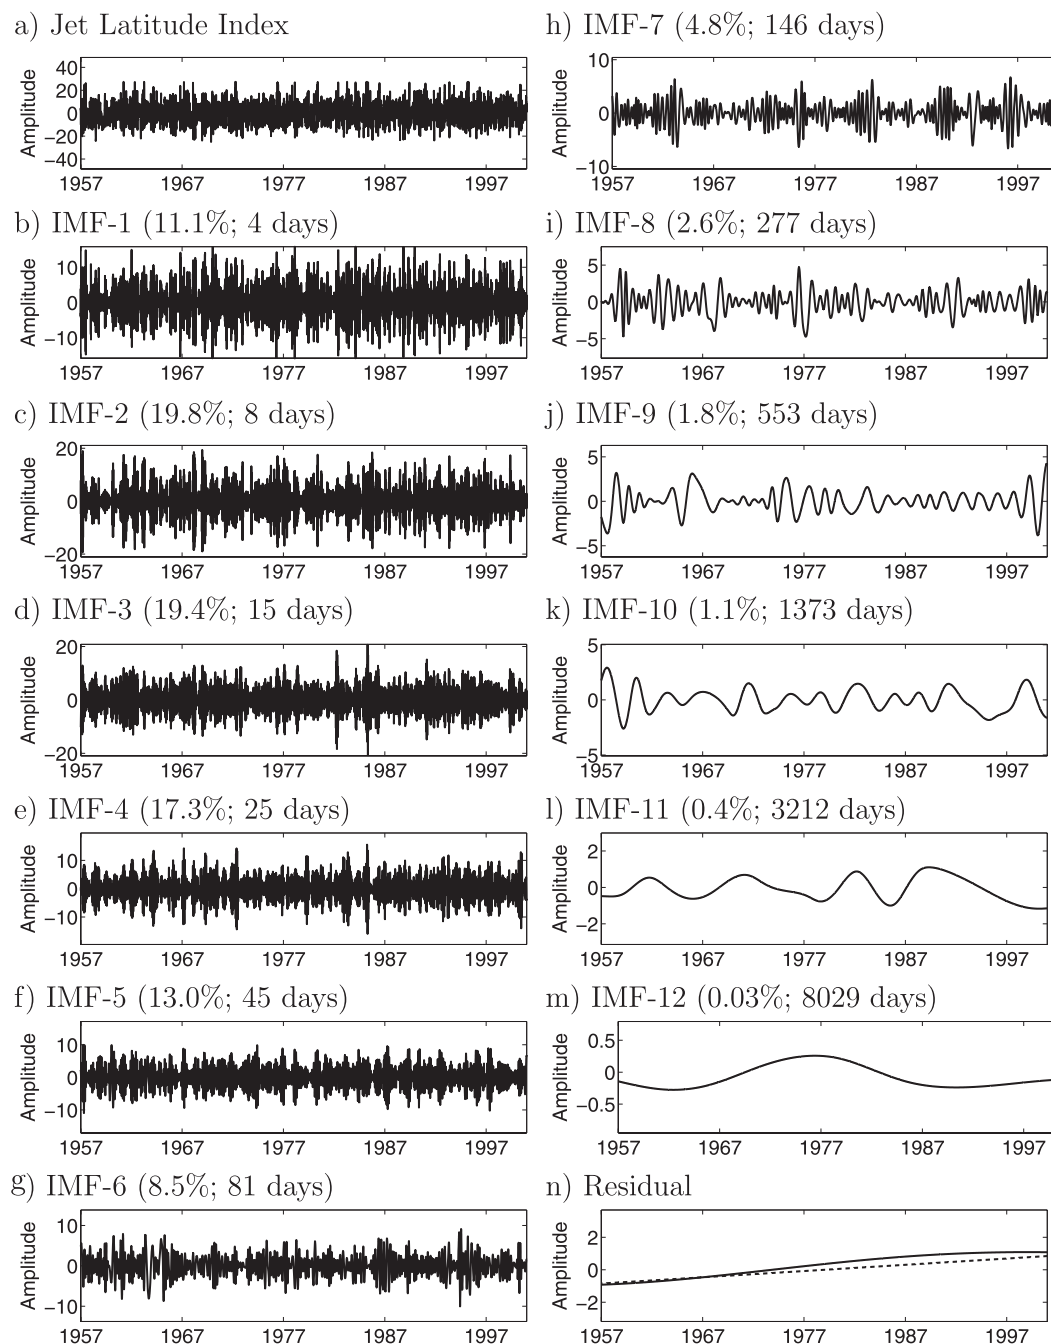 a) Jet Latitude Index
Amplitude
40
20
0
−20
−40
1957 1967 1977 1987 1997
b) IMF-1 (11.1%; 4 days)
Amplitude
10
0
−10
1957 1967 1977 1987 1997
c) IMF-2 (19.8%; 8 days)
Amplitude
20
0
−20
1957 1967 1977 1987 1997
d) IMF-3 (19.4%; 15 days)
Amplitude
20
0
−20
1957 1967 1977 1987 1997
e) IMF-4 (17.3%; 25 days)
Amplitude
10
0
−10
1957 1967 1977 1987 1997
f) IMF-5 (13.0%; 45 days)
Amplitude
10
0
−10
1957 1967 1977 1987 1997
g) IMF-6 (8.5%; 81 days)
Amplitude
10
0
−10
1957 1967 1977 1987 1997
h) IMF-7 (4.8%; 146 days)
Amplitude
10
0
−10
1957 1967 1977 1987 1997
i) IMF-8 (2.6%; 277 days)
Amplitude
5
0
−5
1957 1967 1977 1987 1997
j) IMF-9 (1.8%; 553 days)
Amplitude
5
0
−5
1957 1967 1977 1987 1997
k) IMF-10 (1.1%; 1373 days)
Amplitude
5
0
−5
1957 1967 1977 1987 1997
l) IMF-11 (0.4%; 3212 days)
Amplitude
2
0
−2
1957 1967 1977 1987 1997
m) IMF-12 (0.03%; 8029 days)
Amplitude
0.5
0
−0.5
1957 1967 1977 1987 1997
n) Residual
Amplitude
2
0
−2
1957 1967 1977 1987 1997